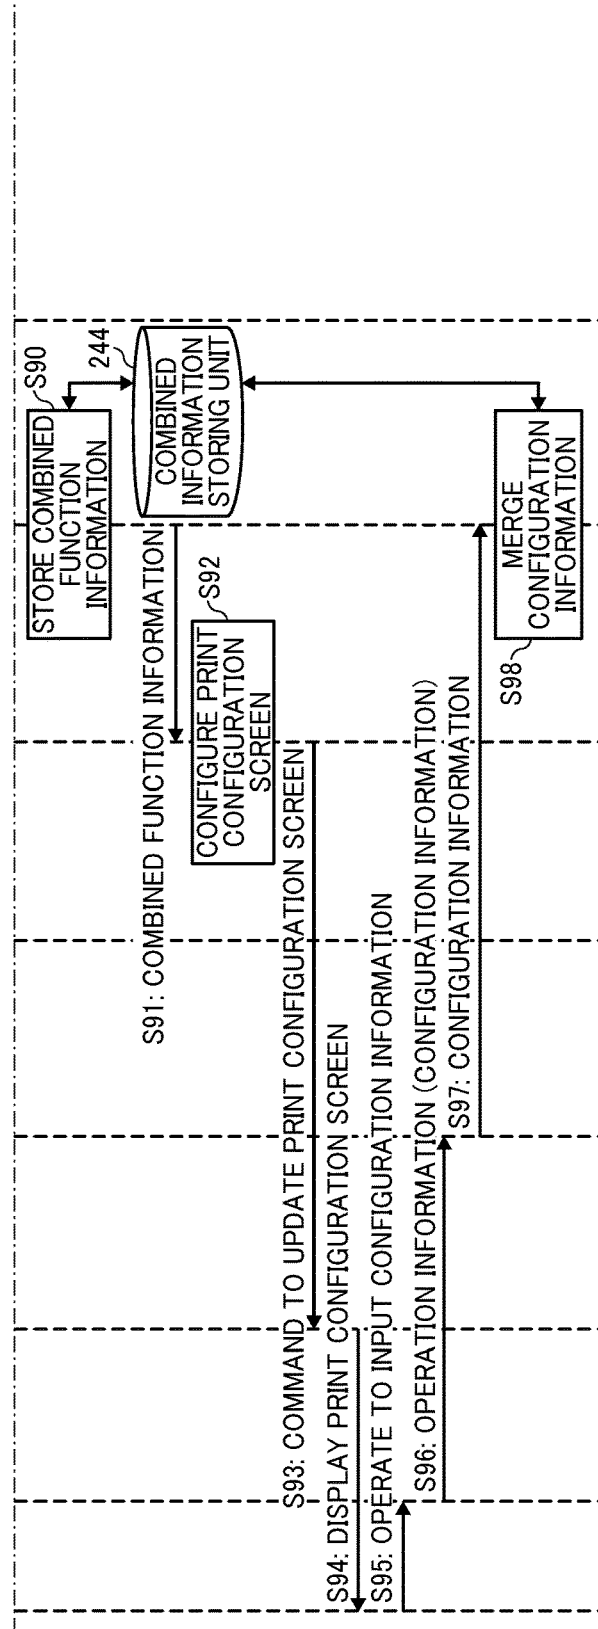 STORE COMBINED
FUNCTION
INFORMATION
S90
244
COMBINED
INFORMATION
STORING UNIT
S91: COMBINED FUNCTION INFORMATION
CONFIGURE PRINT
CONFIGURATION
SCREEN
S92
S93: COMMAND TO UPDATE PRINT CONFIGURATION SCREEN
S94: DISPLAY PRINT CONFIGURATION SCREEN
S95: OPERATE TO INPUT CONFIGURATION INFORMATION
S96: OPERATION INFORMATION (CONFIGURATION INFORMATION)
S97: CONFIGURATION INFORMATION
MERGE
CONFIGURATION
INFORMATION
S98